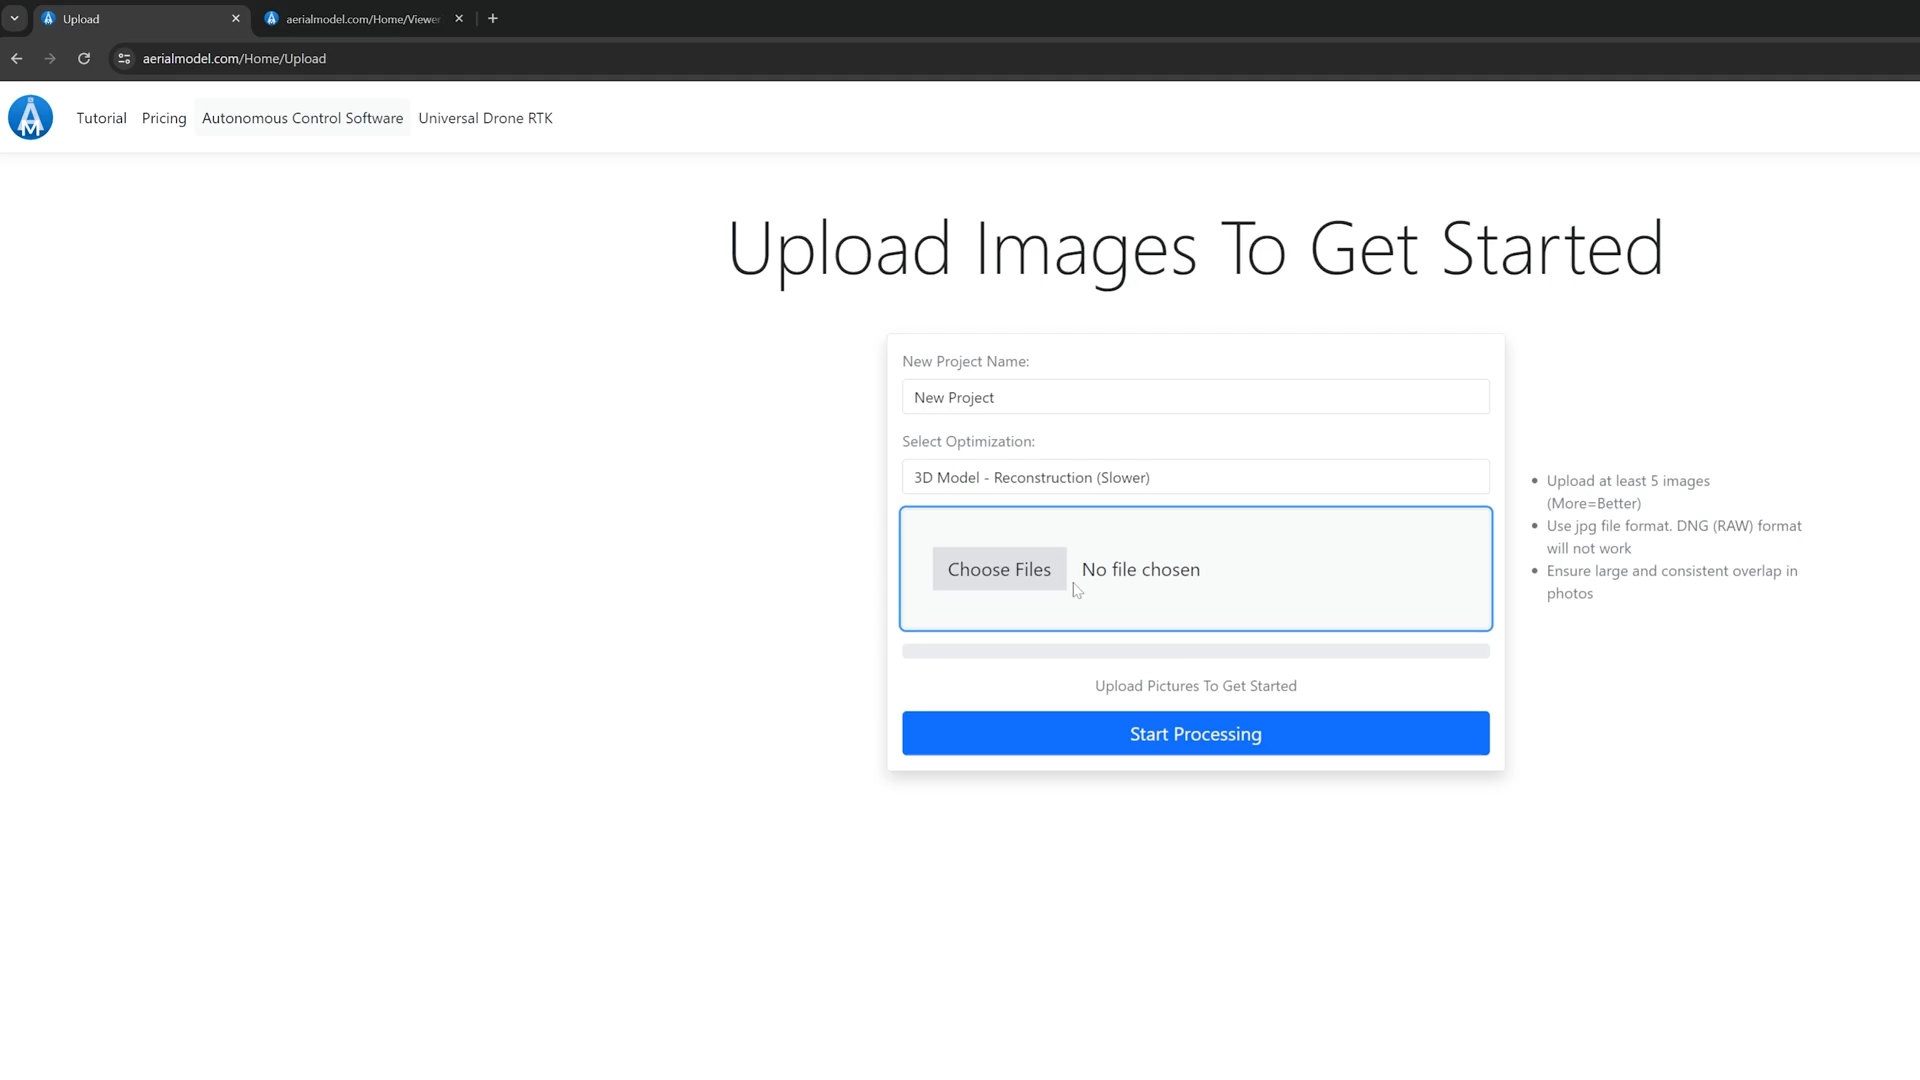 Upload
aerialmodel.com/Home/Viewer
aerialmodel.com/Home/Upload
AM
Tutorial
Pricing
Autonomous Control Software
Universal Drone RTK
Upload Images To Get Started
New Project Name:
New Project
Select Optimization:
3D Model - Reconstruction (Slower)
Choose Files
No file chosen
Upload Pictures To Get Started
Start Processing
Upload at least 5 images
(More=Better)
Use jpg file format. DNG (RAW) format
will not work
Ensure large and consistent overlap in
photos